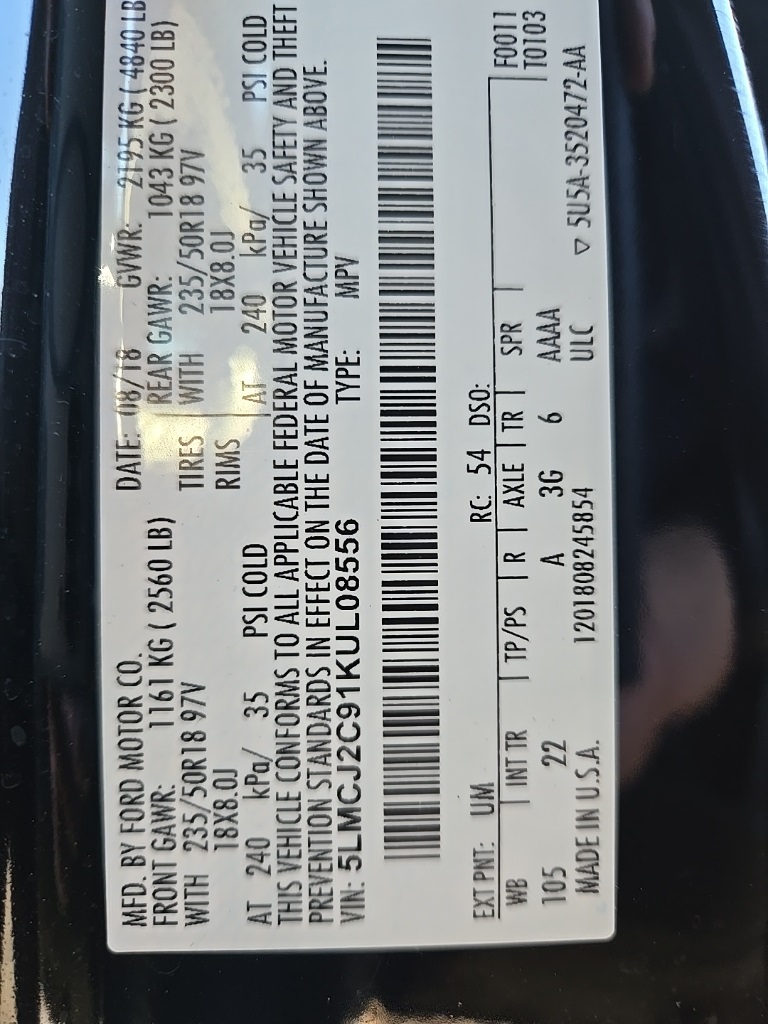 MFD. BY FORD MOTOR CO. DATE: 08/18 GVWR: 2195 KG ( 4840 LB
FRONT GAWR: 1161 KG ( 2560 LB) REAR GAWR: 1043 KG ( 2300 LB)
WITH 235/50R18 97V TIRES WITH 235/50R18 97V
18X8.0J RIMS 18X8.0J
AT 240 kPa/ 35 PSI COLD AT 240 kPa/ 35 PSI COLD
THIS VEHICLE CONFORMS TO ALL APPLICABLE FEDERAL MOTOR VEHICLE SAFETY AND THEFT
PREVENTION STANDARDS IN EFFECT ON THE DATE OF MANUFACTURE SHOWN ABOVE.
VIN: 5LMCJ2C91KUL08556 TYPE: MPV
EXT PNT: UM RC: 54 DSO: F0011
WB INT TR TP/PS R AXLE TR SPR T0103
105 22 A 3G 6 AAAA
MADE IN U.S.A. 1201808245854 ULC ▽ 5U5A-3520472-AA